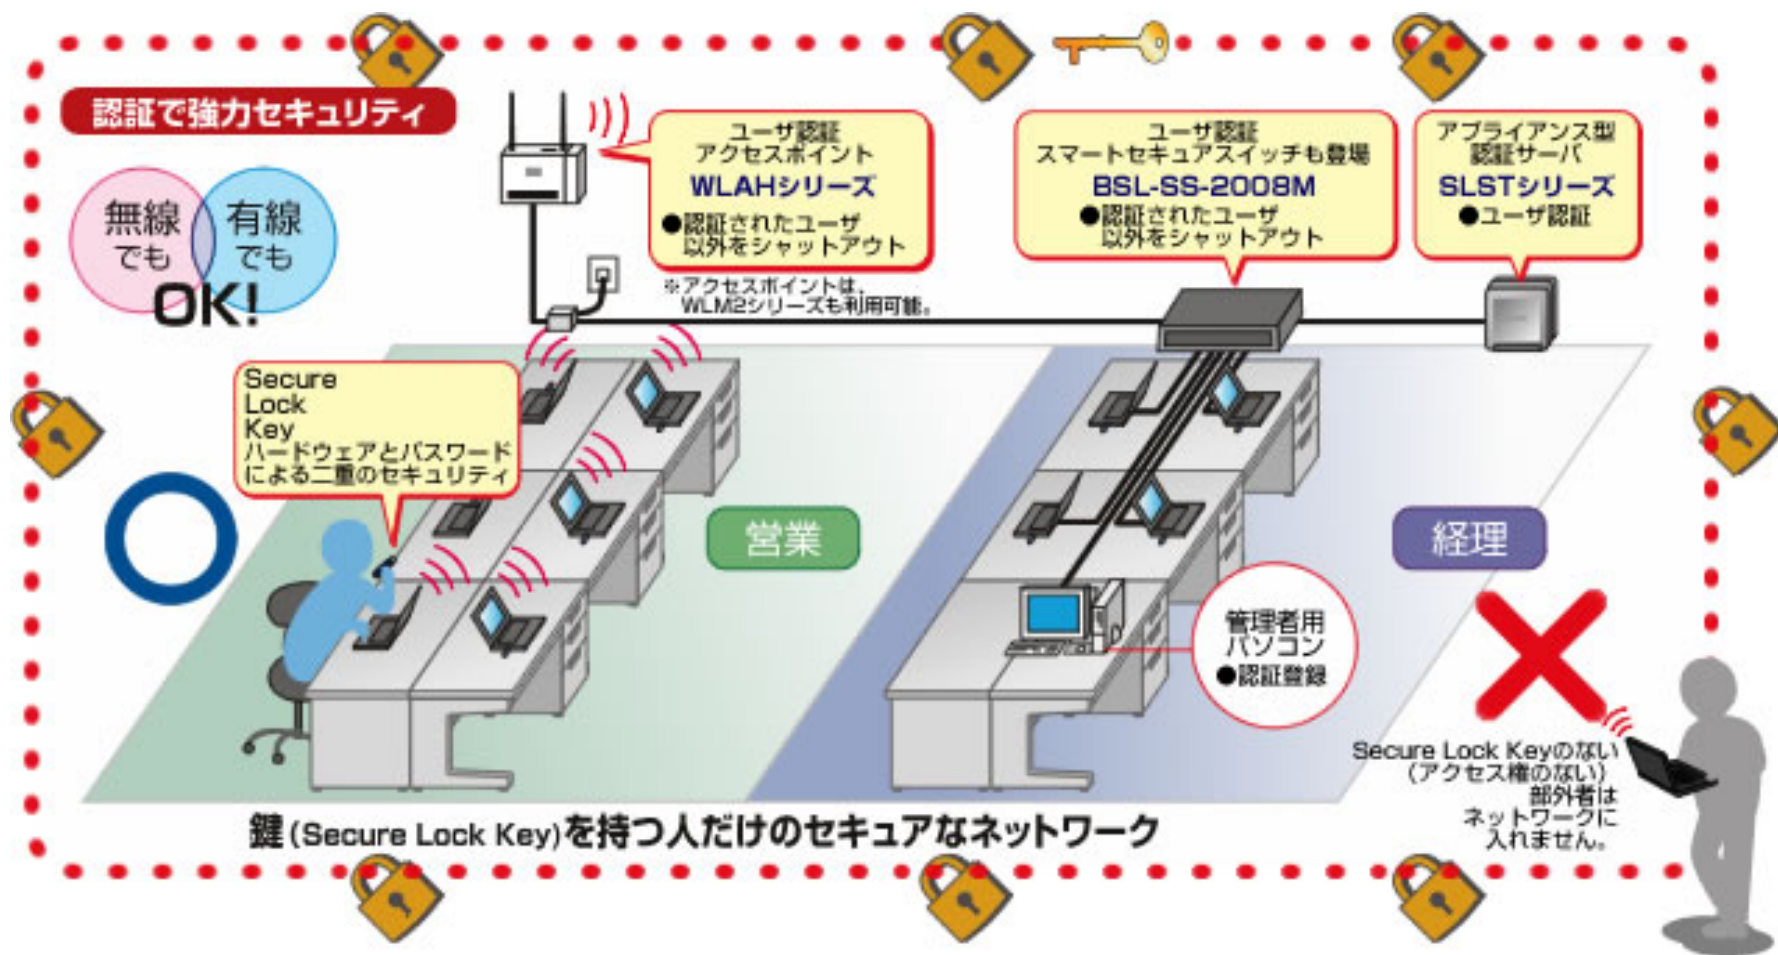 認証で強力セキュリティ
無線
でも
有線
でも
OK!
ユーザ認証
アクセスポイント
WLAHシリーズ
●認証されたユーザ
以外をシャットアウト
※アクセスポイントは、
WLM2シリーズも利用可能。
ユーザ認証
スマートセキュアスイッチも登場
BSL-SS-2008M
●認証されたユーザ
以外をシャットアウト
アプライアンス型
認証サーバ
SLSTシリーズ
●ユーザ認証
Secure
Lock
Key
ハードウェアとパスワード
による二重のセキュリティ
営業
経理
管理者用
パソコン
●認証登録
Secure Lock Keyのない
（アクセス権のない）
部外者は
ネットワークに
入れません。
鍵(Secure Lock Key)を持つ人だけのセキュアなネットワーク